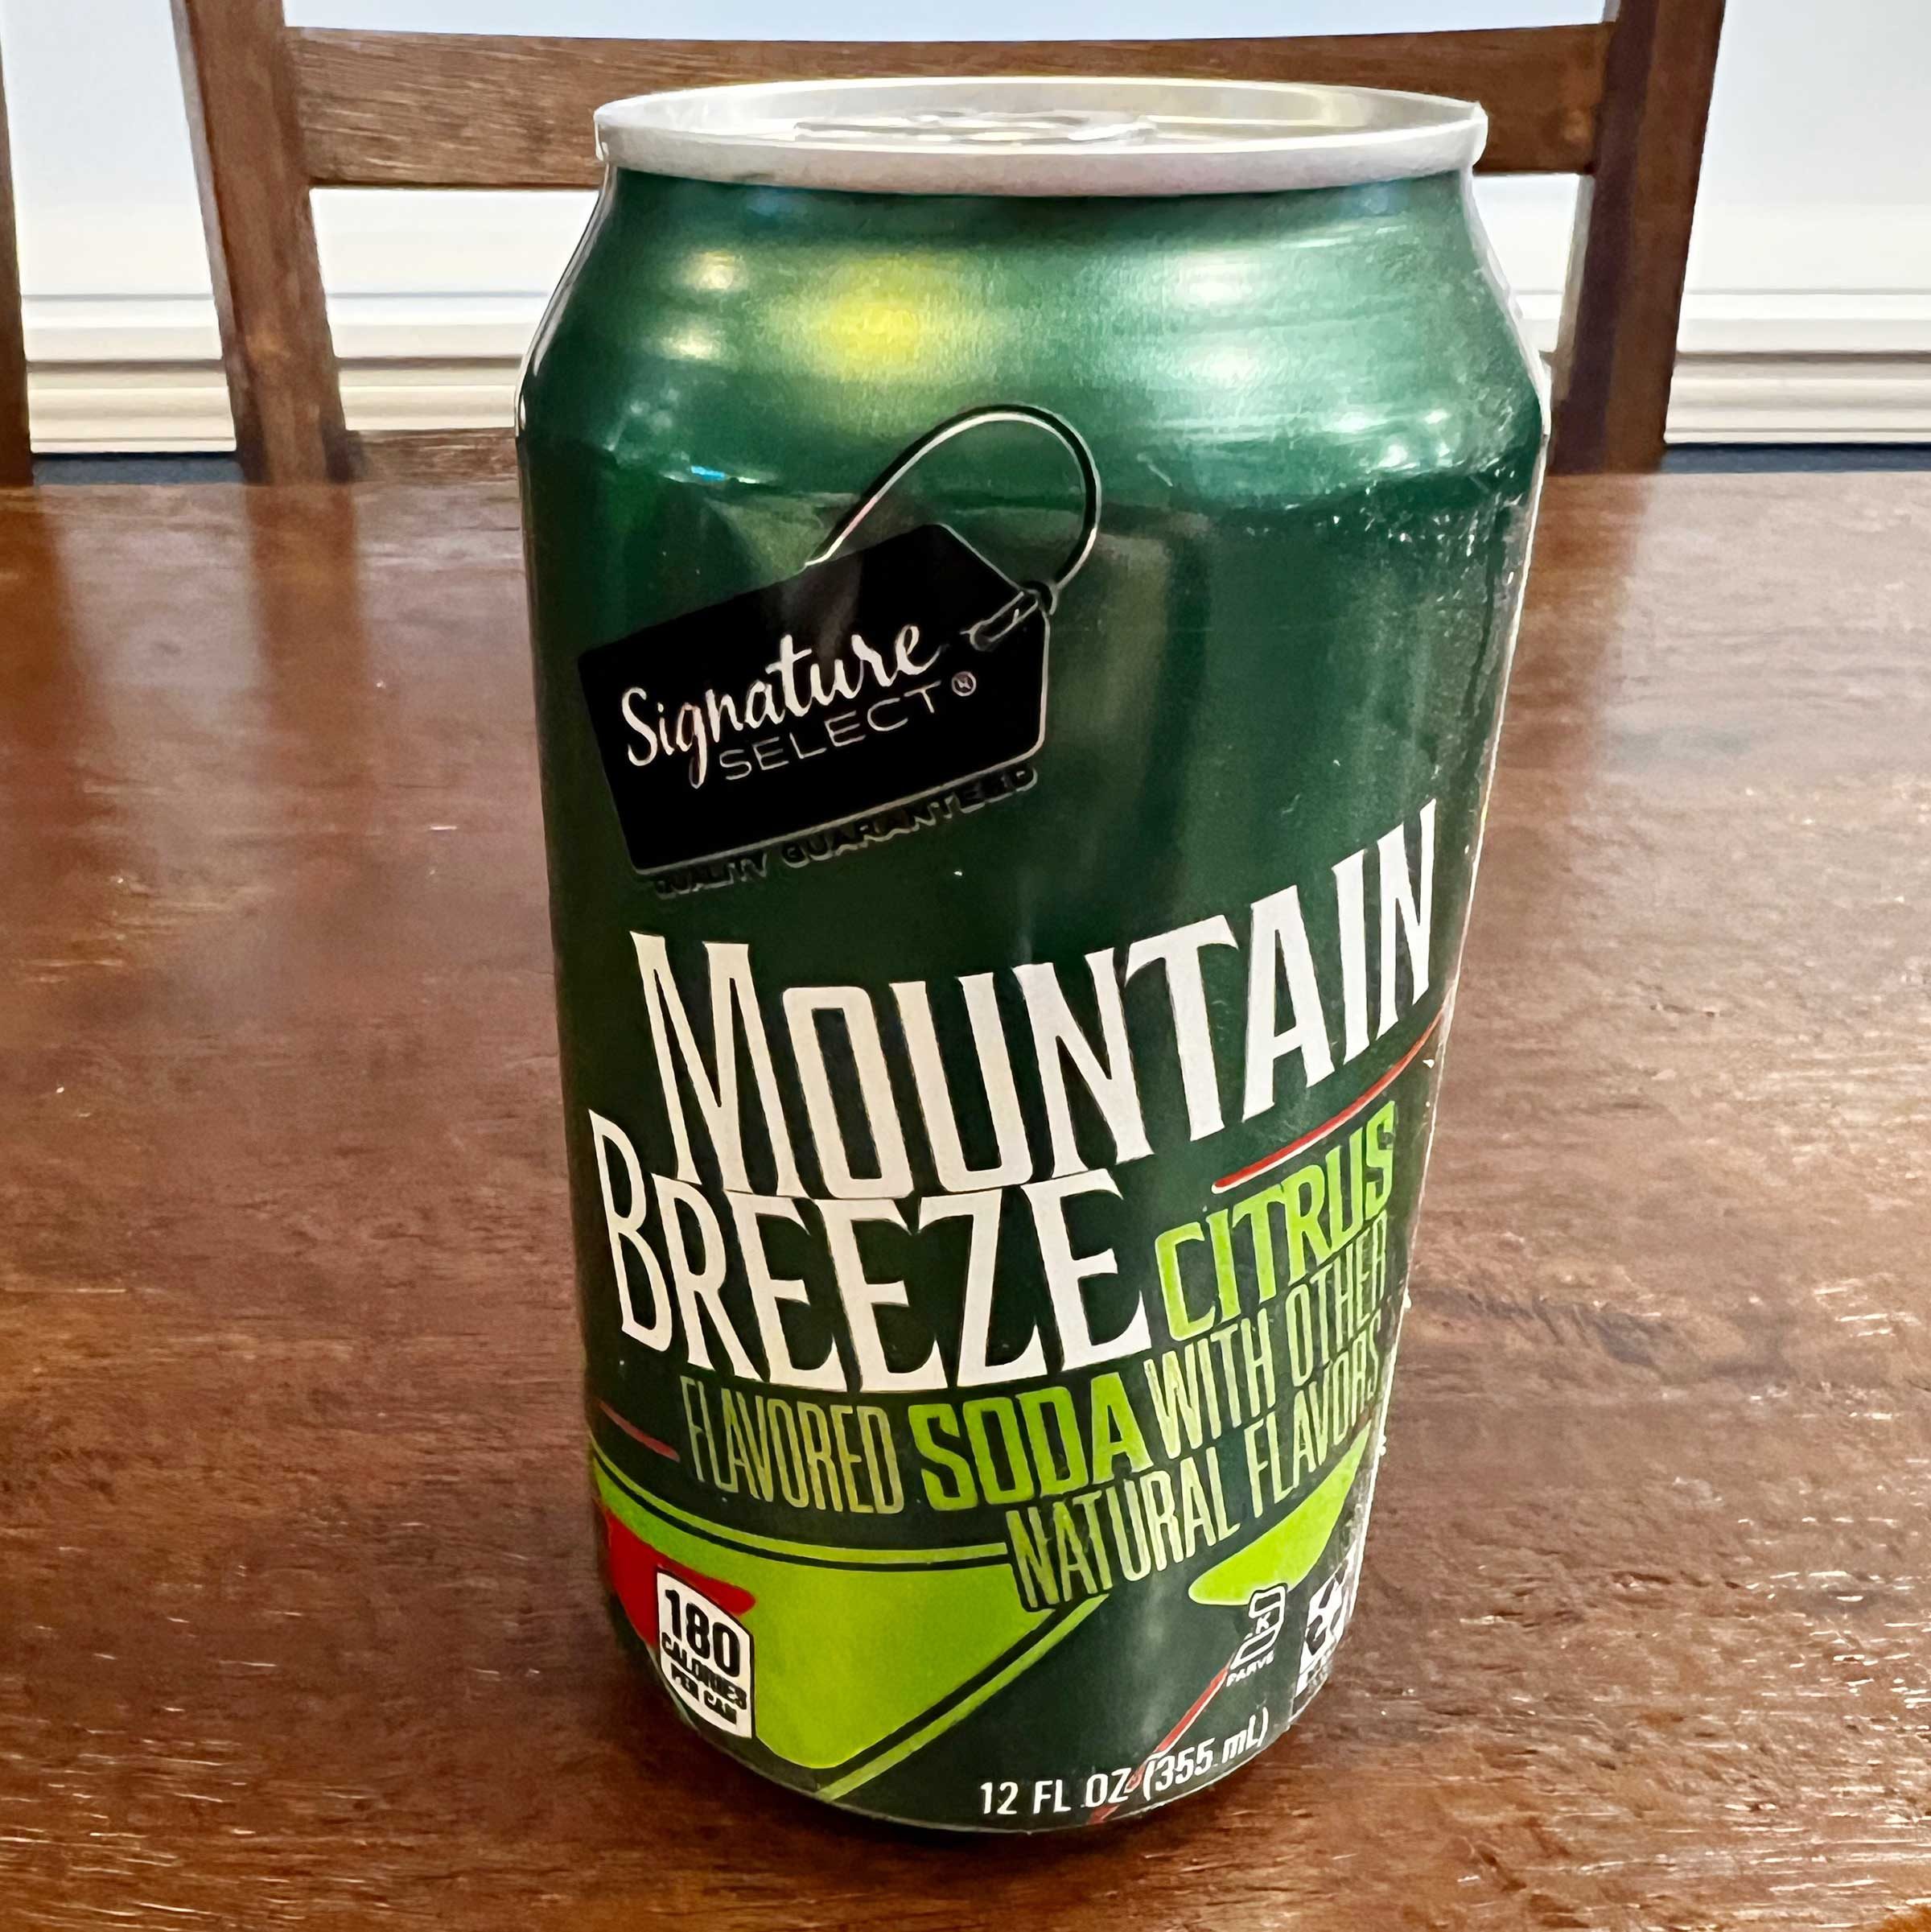 Signature
SELECT®
QUALITY GUARANTEED
MOUNTAIN
BREEZE
CITRUS
FLAVORED SODA WITH OTHER
NATURAL FLAVORS
180
CALORIES
PER CAN
K
PARVE
12 FL OZ (355 mL)